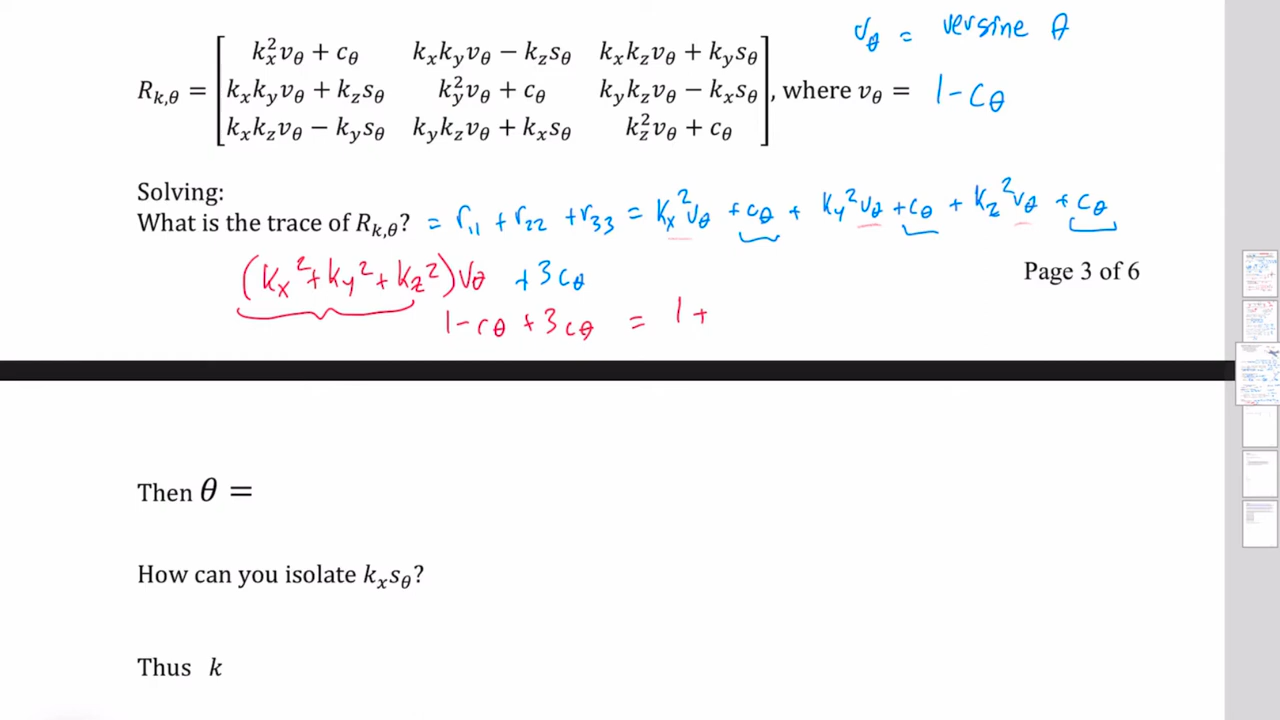 v_θ = versine θ
R_{k,θ} = [ k_x^2 v_θ + c_θ   k_x k_y v_θ − k_z s_θ   k_x k_z v_θ + k_y s_θ
k_x k_y v_θ + k_z s_θ   k_y^2 v_θ + c_θ   k_y k_z v_θ − k_x s_θ
k_x k_z v_θ − k_y s_θ   k_y k_z v_θ + k_x s_θ   k_z^2 v_θ + c_θ ], where v_θ = 1 − c_θ
Solving:
What is the trace of R_{k,θ}? = r_11 + r_22 + r_33 = k_x^2 v_θ + c_θ + k_y^2 v_θ + c_θ + k_z^2 v_θ + c_θ
(k_x^2 + k_y^2 + k_z^2) v_θ + 3c_θ
Page 3 of 6
1 − c_θ + 3c_θ = 1 +
Then θ =
How can you isolate k_x s_θ?
Thus k